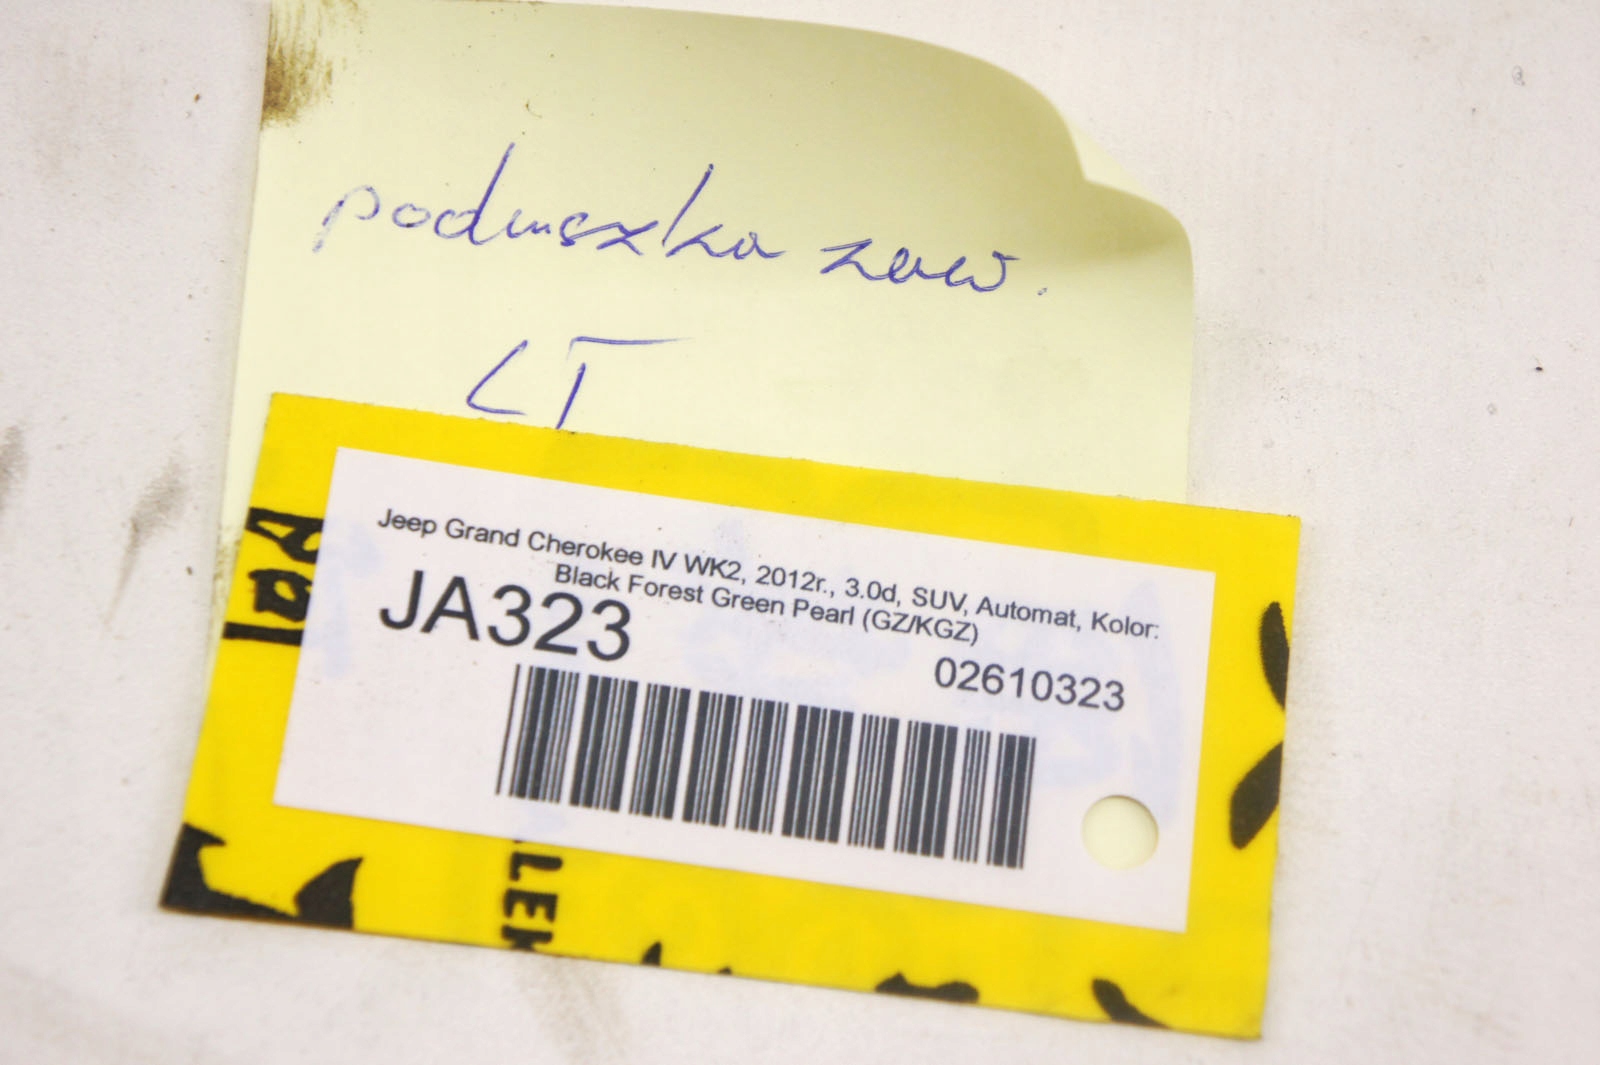 poduszka zaw.
LT
Jeep Grand Cherokee IV WK2, 2012r., 3.0d, SUV, Automat, Kolor:
Black Forest Green Pearl (GZ/KGZ)
JA323
02610323